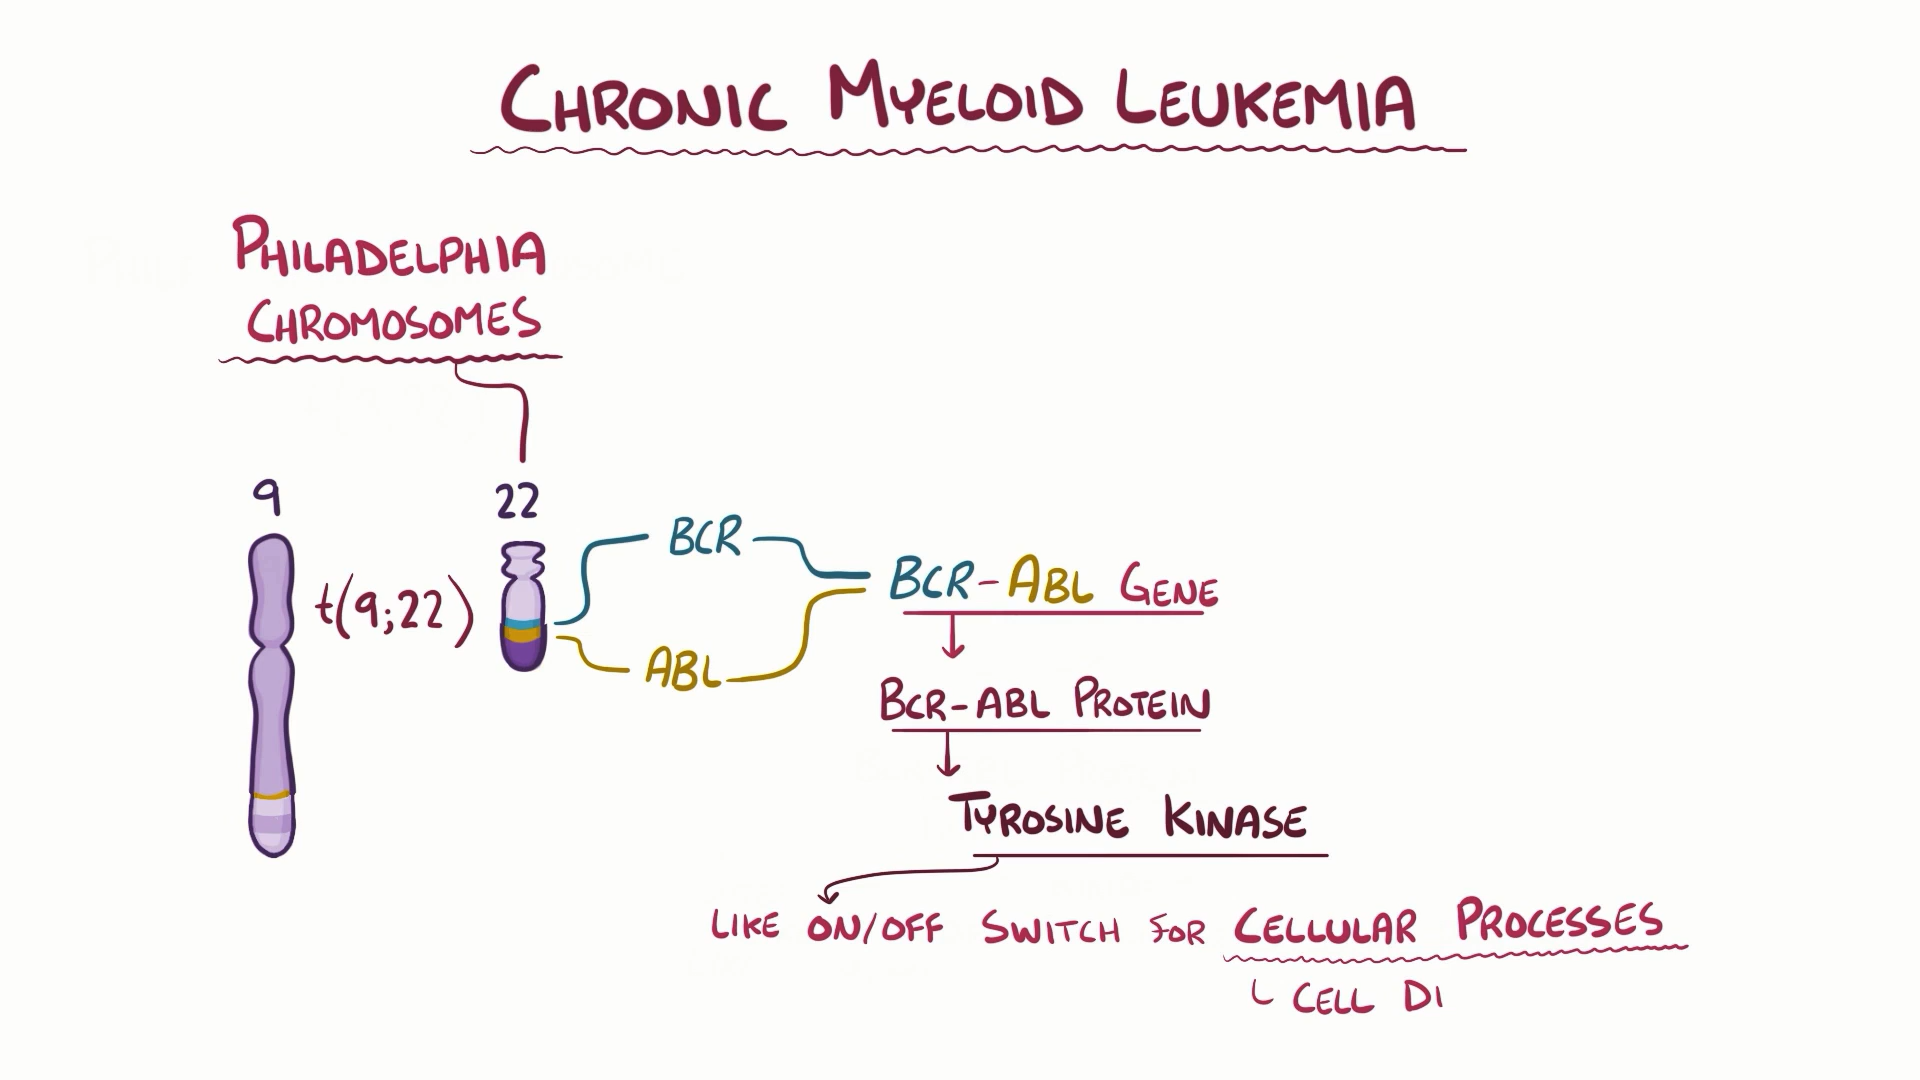 CHRONIC MYELOID LEUKEMIA
PHILADELPHIA
CHROMOSOMES
9
22
t(9;22)
BCR
ABL
BCR-ABL GENE
BCR-ABL PROTEIN
TYROSINE KINASE
LIKE ON/OFF SWITCH FOR CELLULAR PROCESSES
CELL DI